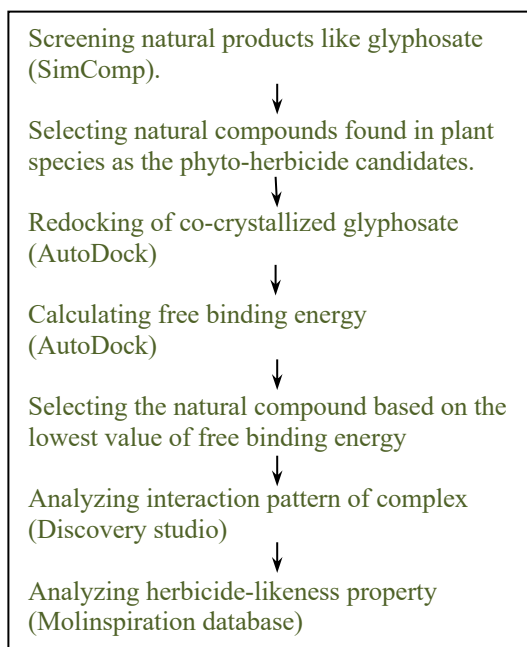 Screening natural products like glyphosate
(SimComp).
Selecting natural compounds found in plant
species as the phyto-herbicide candidates.
Redocking of co-crystallized glyphosate
(AutoDock)
Calculating free binding energy
(AutoDock)
Selecting the natural compound based on the
lowest value of free binding energy
Analyzing interaction pattern of complex
(Discovery studio)
Analyzing herbicide-likeness property
(Molinspiration database)